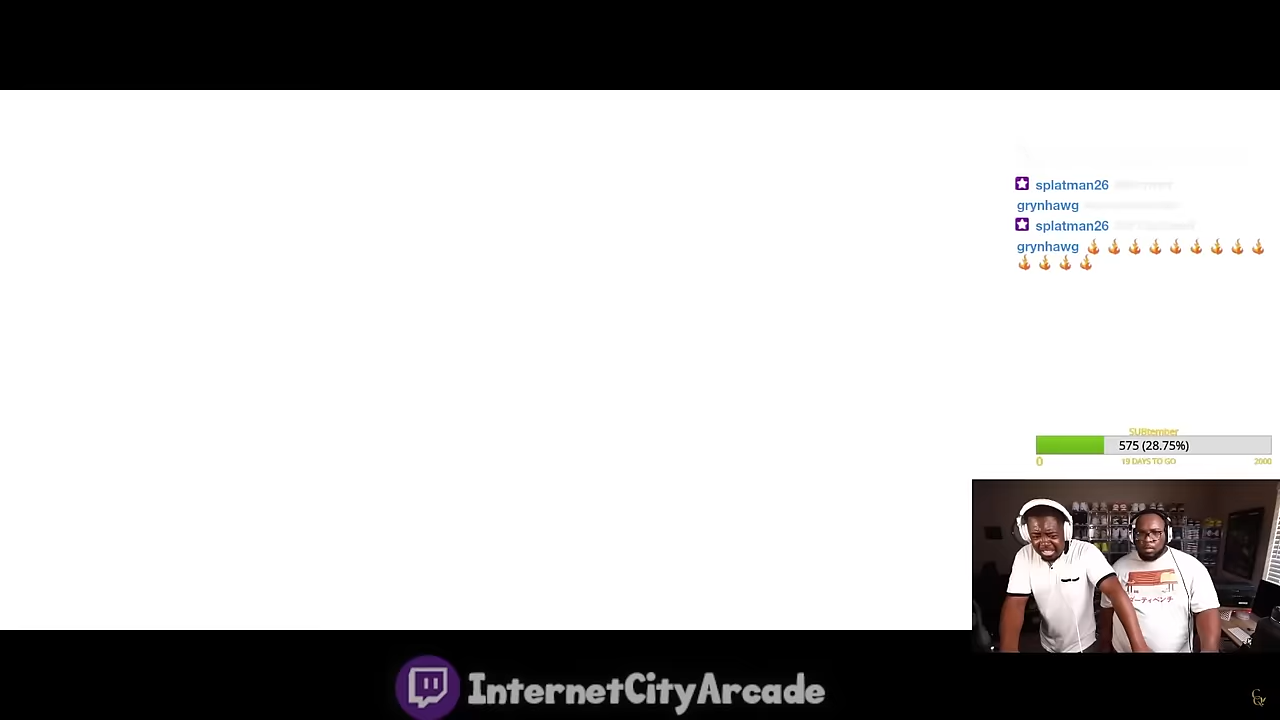 splatman26
grynhawg
splatman26
grynhawg
SUBtember
575 (28.75%)
0 19 DAYS TO GO 2000
InternetCityArcade